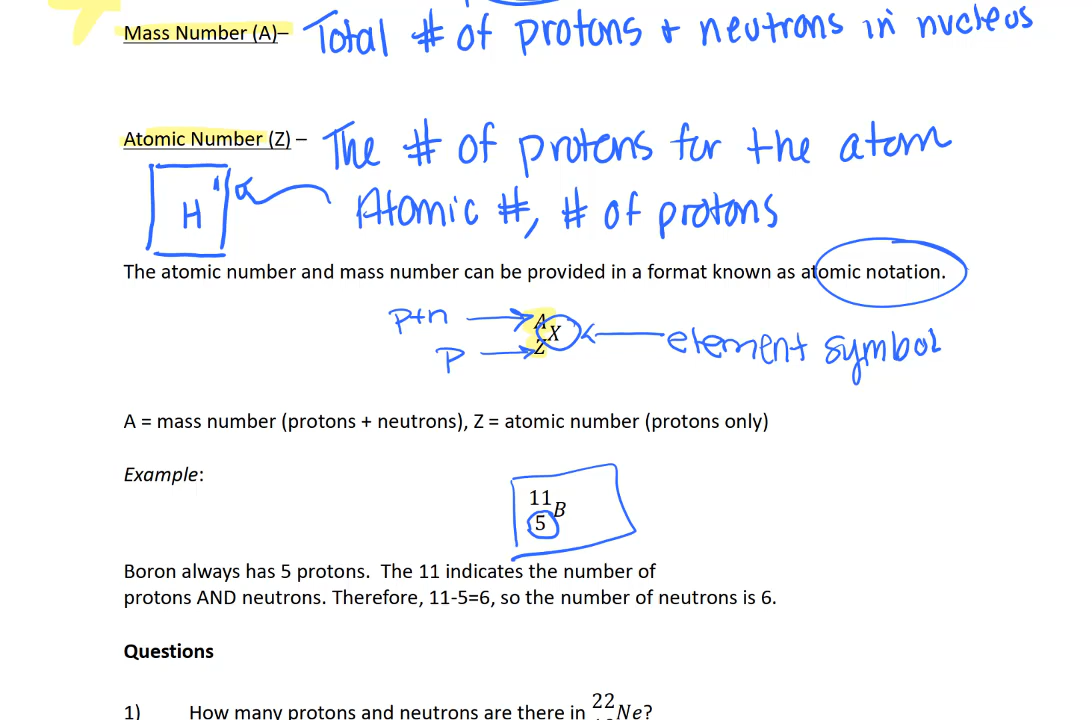 Mass Number (A)– Total # of protons + neutrons in nucleus
Atomic Number (Z) – The # of protons for the atom
1
H
Atomic #, # of protons
The atomic number and mass number can be provided in a format known as atomic notation.
p+n A
X element symbol
p Z
A = mass number (protons + neutrons), Z = atomic number (protons only)
Example:
11
B
5
Boron always has 5 protons. The 11 indicates the number of
protons AND neutrons. Therefore, 11-5=6, so the number of neutrons is 6.
Questions
1) How many protons and neutrons are there in 22 Ne?